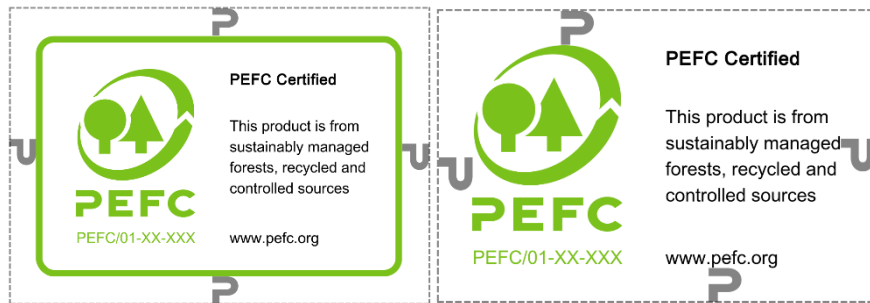 P
PEFC Certified
This product is from
sustainably managed
forests, recycled and
controlled sources
P
P
PEFC
PEFC/01-XX-XXX
www.pefc.org
P
P
PEFC Certified
This product is from
sustainably managed
forests, recycled and
controlled sources
P
P
PEFC
PEFC/01-XX-XXX
www.pefc.org
P